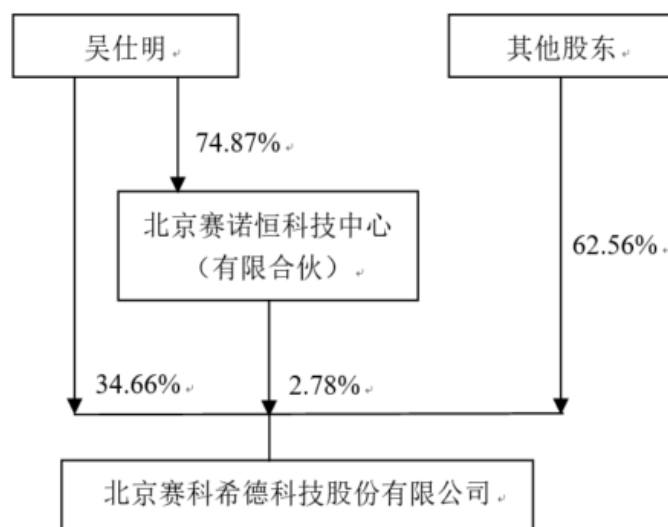 吴仕明
其他股东
74.87%
北京赛诺恒科技中心
（有限合伙）
62.56%
34.66%
2.78%
北京赛科希德科技股份有限公司